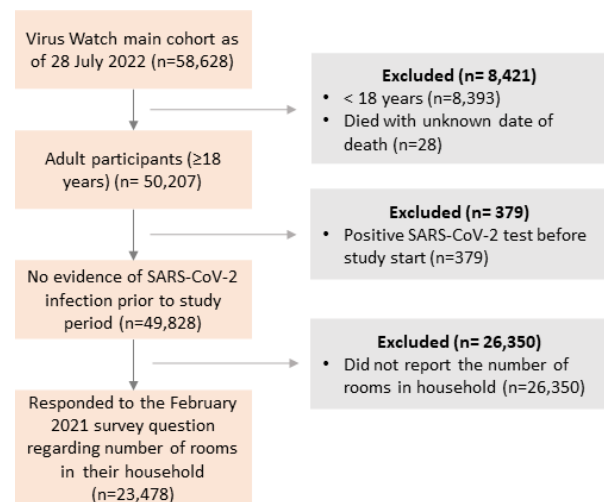 Virus Watch main cohort as
of 28 July 2022 (n=58,628)
Excluded (n= 8,421)
• < 18 years (n=8,393)
• Died with unknown date of
death (n=28)
Adult participants (≥18
years) (n= 50,207)
Excluded (n= 379)
• Positive SARS-CoV-2 test before
study start (n=379)
No evidence of SARS-CoV-2
infection prior to study
period (n=49,828)
Excluded (n= 26,350)
• Did not report the number of
rooms in household (n=26,350)
Responded to the February
2021 survey question
regarding number of rooms
in their household
(n=23,478)